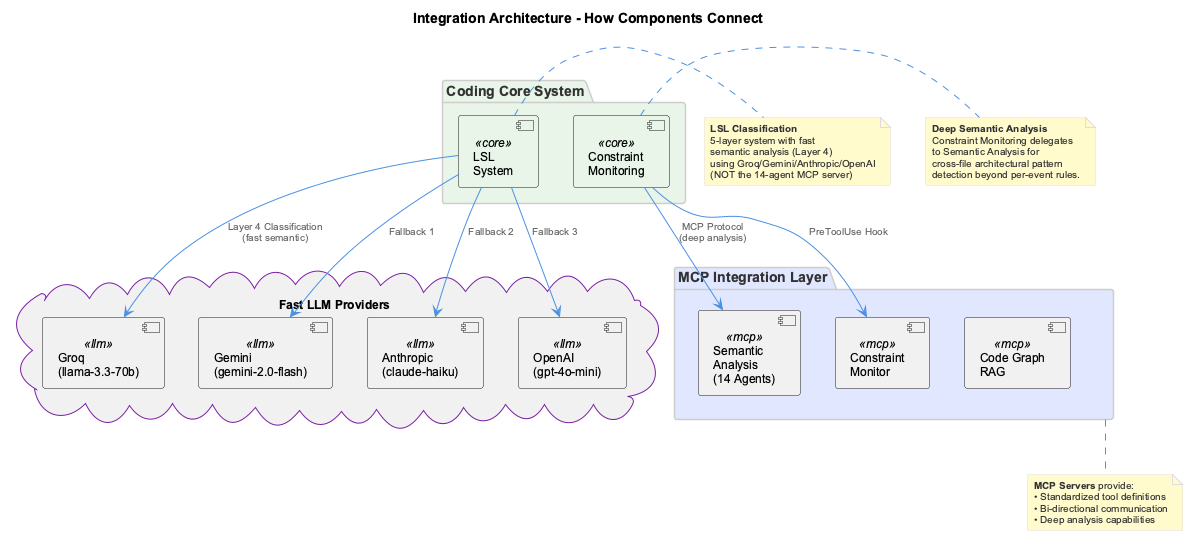 Integration Architecture - How Components Connect
Coding Core System
«core»
LSL
System
«core»
Constraint
Monitoring
LSL Classification
5-layer system with fast
semantic analysis (Layer 4)
using Groq/Gemini/Anthropic/OpenAI
(NOT the 14-agent MCP server)
Deep Semantic Analysis
Constraint Monitoring delegates
to Semantic Analysis for
cross-file architectural pattern
detection beyond per-event rules.
Layer 4 Classification
(fast semantic)
Fallback 1
Fallback 2
Fallback 3
MCP Protocol
(deep analysis)
PreToolUse Hook
Fast LLM Providers
«llm»
Groq
(llama-3.3-70b)
«llm»
Gemini
(gemini-2.0-flash)
«llm»
Anthropic
(claude-haiku)
«llm»
OpenAI
(gpt-4o-mini)
MCP Integration Layer
«mcp»
Semantic
Analysis
(14 Agents)
«mcp»
Constraint
Monitor
«mcp»
Code Graph
RAG
MCP Servers provide:
• Standardized tool definitions
• Bi-directional communication
• Deep analysis capabilities